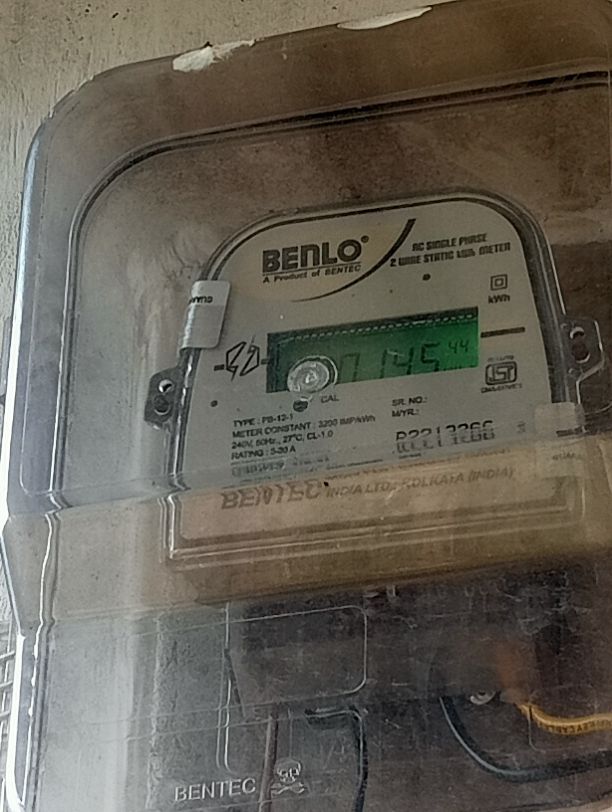 BENLO®
A Product of BENTEC
AC SINGLE PHASE
2 WIRE STATIC kWh METER
kWh
7145 44
CAL
TYPE : PB-12-1
METER CONSTANT : 3200 IMP/kWh
240V, 50Hz., 27°C, CL-1.0
RATING : 5-30 A
SR. NO.:
M/YR.:
BENTEC INDIA LTD., KOLKATA (INDIA)
BENTEC